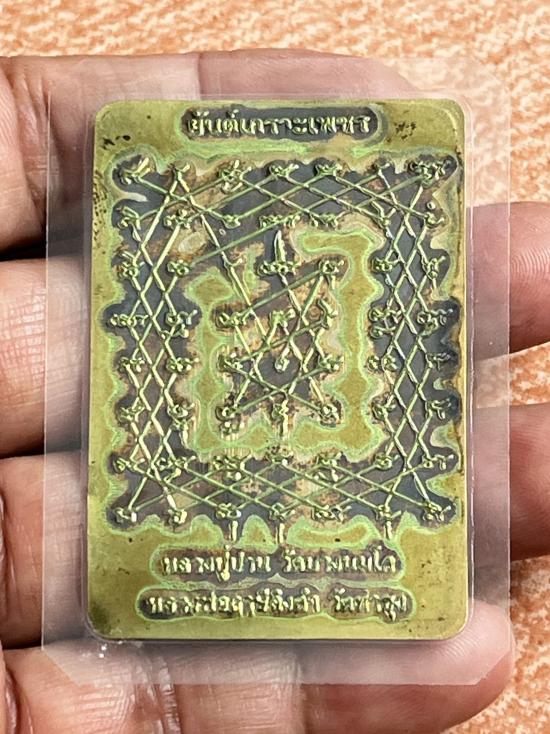 ยันต์เกราะเพชร
หลวงปู่ปาน วัดบางนมโค
หลวงพ่อฤาษีลิงดำ วัดท่าซุง